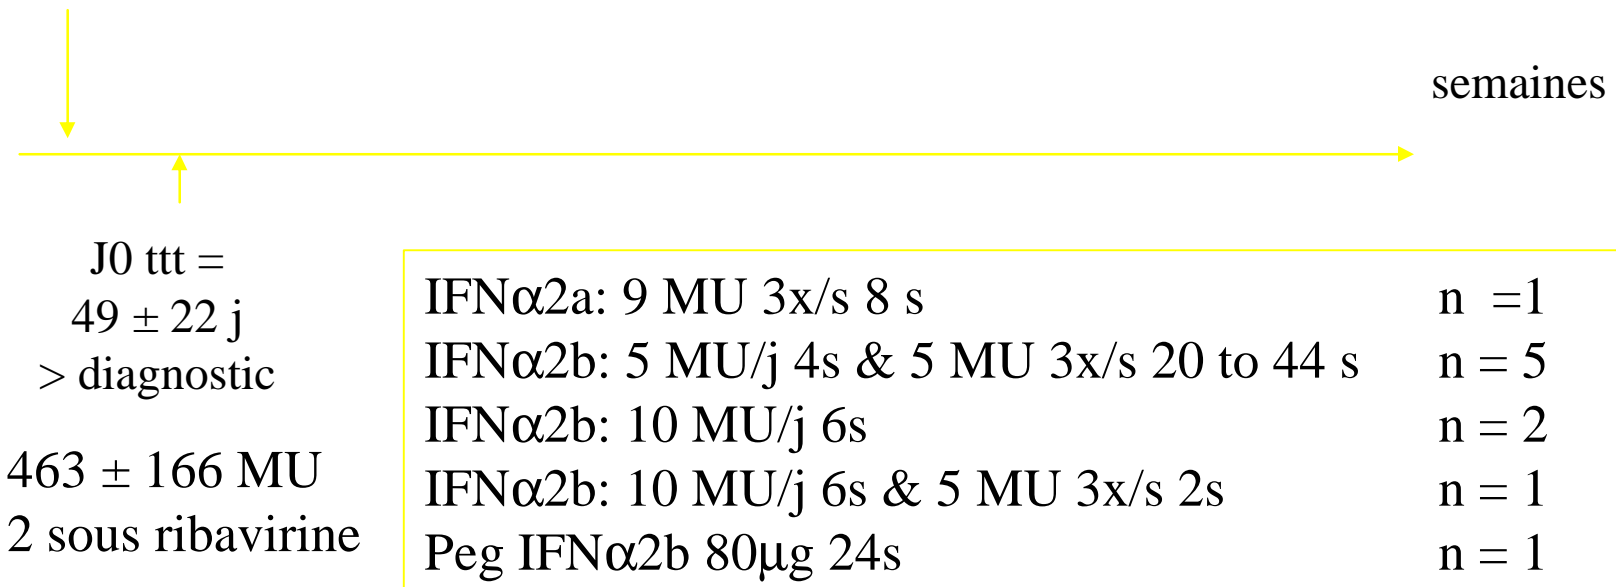 semaines
J0 ttt =
49 ± 22 j
> diagnostic
463 ± 166 MU
2 sous ribavirine
IFNα2a: 9 MU 3x/s 8 s n =1
IFNα2b: 5 MU/j 4s & 5 MU 3x/s 20 to 44 s n = 5
IFNα2b: 10 MU/j 6s n = 2
IFNα2b: 10 MU/j 6s & 5 MU 3x/s 2s n = 1
Peg IFNα2b 80µg 24s n = 1